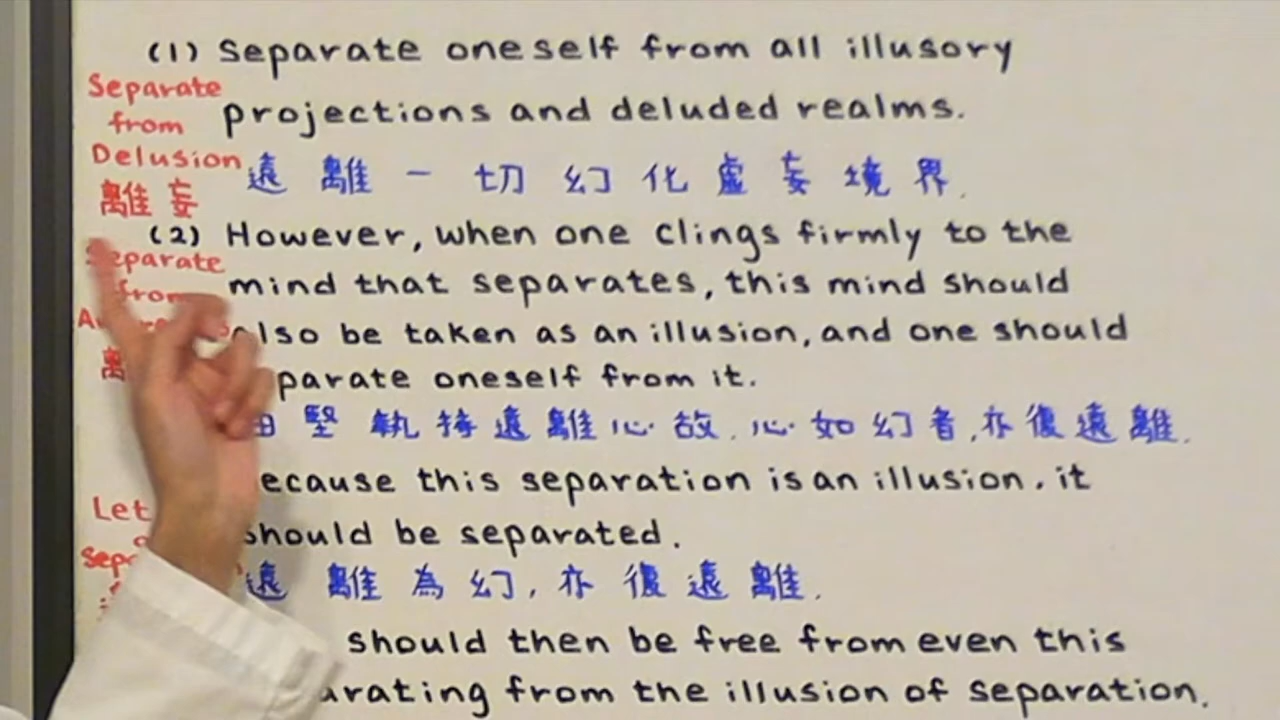 (1) Separate oneself from all illusory
projections and deluded realms.
Separate
from
Delusion
離妄
遠離一切幻化虛妄境界.
(2) However, when one clings firmly to the
mind that separates, this mind should
also be taken as an illusion, and one should
parate oneself from it.
Separate
from
離
由堅執持遠離心故.心如幻者,亦復遠離.
ecause this separation is an illusion. it
should be separated.
Let
遠離為幻,亦復遠離.
should then be free from even this
arating from the illusion of separation.